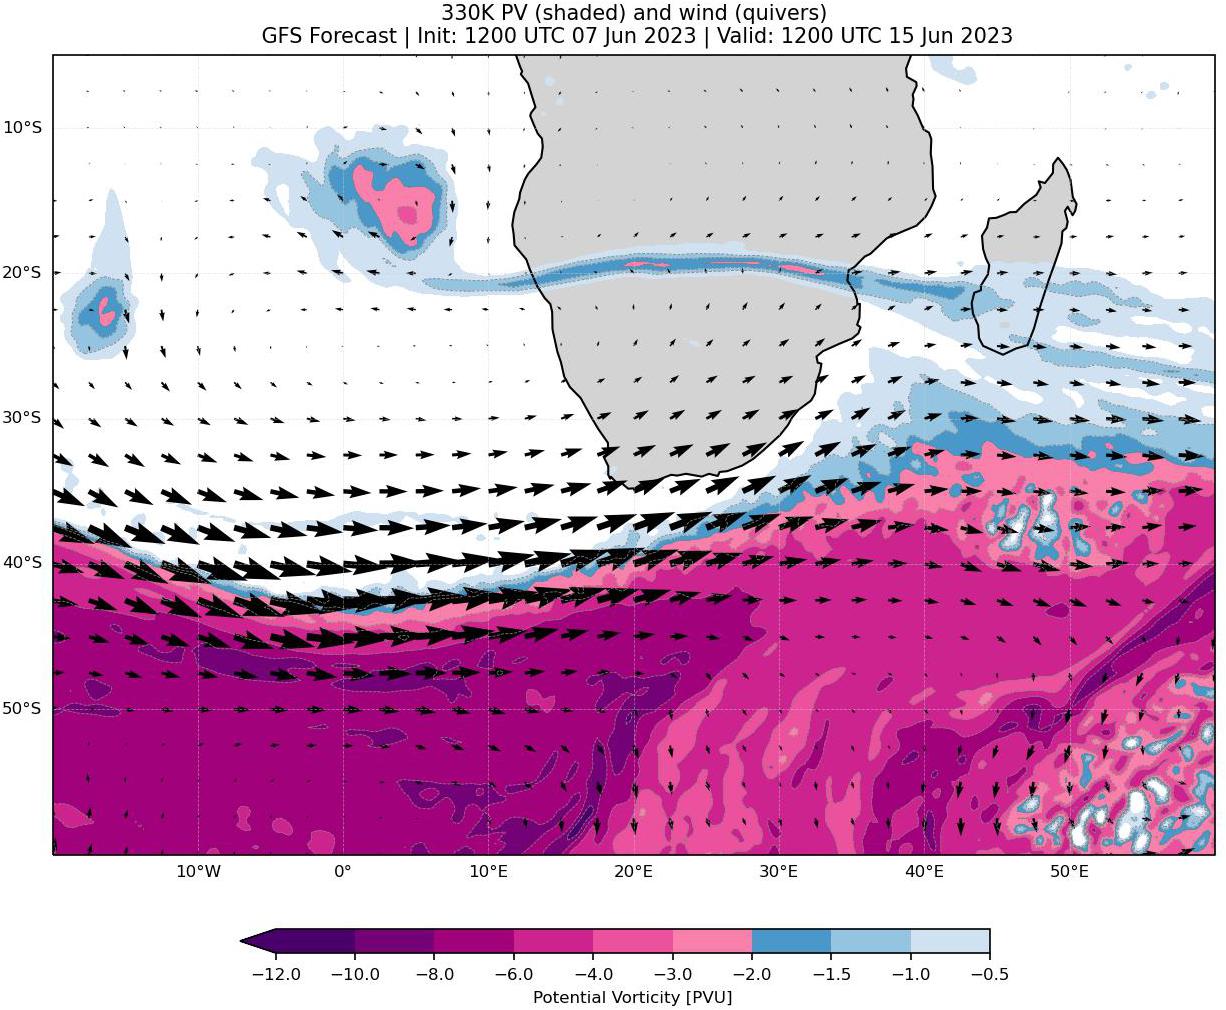 330K PV (shaded) and wind (quivers)
GFS Forecast | Init: 1200 UTC 07 Jun 2023 | Valid: 1200 UTC 15 Jun 2023
10°S
20°S
30°S
40°S
50°S
10°W 0° 10°E 20°E 30°E 40°E 50°E
−12.0 −10.0 −8.0 −6.0 −4.0 −3.0 −2.0 −1.5 −1.0 −0.5
Potential Vorticity [PVU]